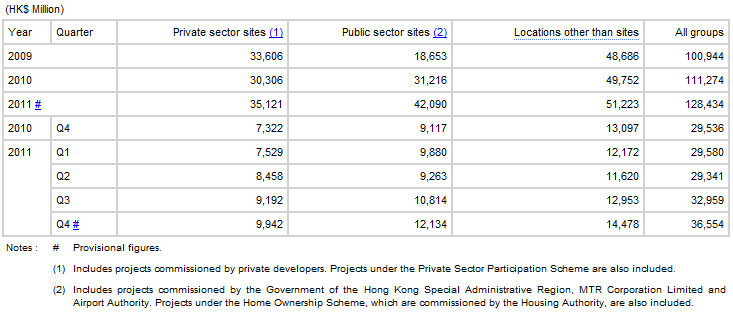 (HK$ Million)
Year Quarter Private sector sites (1) Public sector sites (2) Locations other than sites All groups
2009 33,606 18,653 48,686 100,944
2010 30,306 31,216 49,752 111,274
2011 # 35,121 42,090 51,223 128,434
2010 Q4 7,322 9,117 13,097 29,536
2011 Q1 7,529 9,880 12,172 29,580
Q2 8,458 9,263 11,620 29,341
Q3 9,192 10,814 12,953 32,959
Q4 # 9,942 12,134 14,478 36,554
Notes : # Provisional figures.
(1) Includes projects commissioned by private developers. Projects under the Private Sector Participation Scheme are also included.
(2) Includes projects commissioned by the Government of the Hong Kong Special Administrative Region, MTR Corporation Limited and
Airport Authority. Projects under the Home Ownership Scheme, which are commissioned by the Housing Authority, are also included.